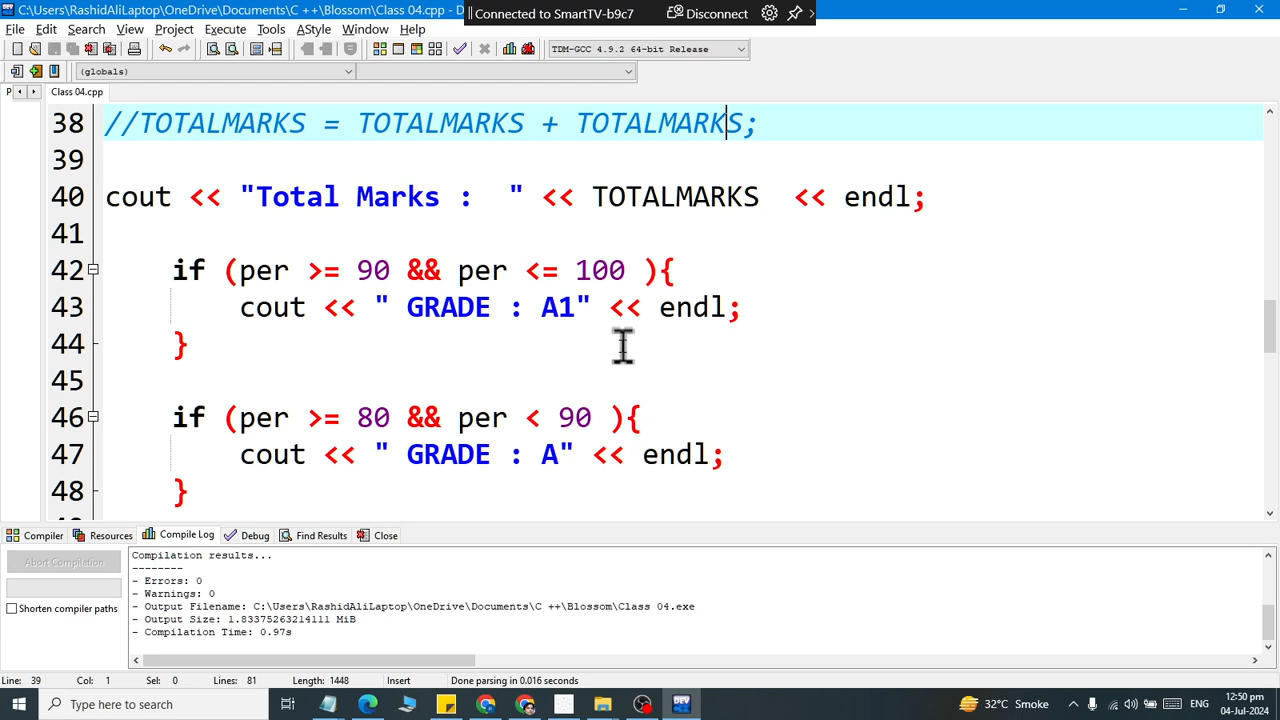 C:\Users\RashidAliLaptop\OneDrive\Documents\C ++\Blossom\Class 04.cpp - D
Connected to SmartTV-b9c7 Disconnect
File Edit Search View Project Execute Tools AStyle Window Help
TDM-GCC 4.9.2 64-bit Release
(globals)
P Class 04.cpp
38 //TOTALMARKS = TOTALMARKS + TOTALMARKS;
39
40 cout << "Total Marks :  " << TOTALMARKS  << endl;
41
42 if (per >= 90 && per <= 100 ){
43 cout << " GRADE : A1" << endl;
44 }
45
46 if (per >= 80 && per < 90 ){
47 cout << " GRADE : A" << endl;
48 }
Compiler Resources Compile Log Debug Find Results Close
Abort Compilation
Shorten compiler paths
Compilation results...
--------
- Errors: 0
- Warnings: 0
- Output Filename: C:\Users\RashidAliLaptop\OneDrive\Documents\C ++\Blossom\Class 04.exe
- Output Size: 1.83375263214111 MiB
- Compilation Time: 0.97s
Line: 39 Col: 1 Sel: 0 Lines: 81 Length: 1448 Insert Done parsing in 0.016 seconds
Type here to search
32°C Smoke
ENG
12:50 pm
04-Jul-2024